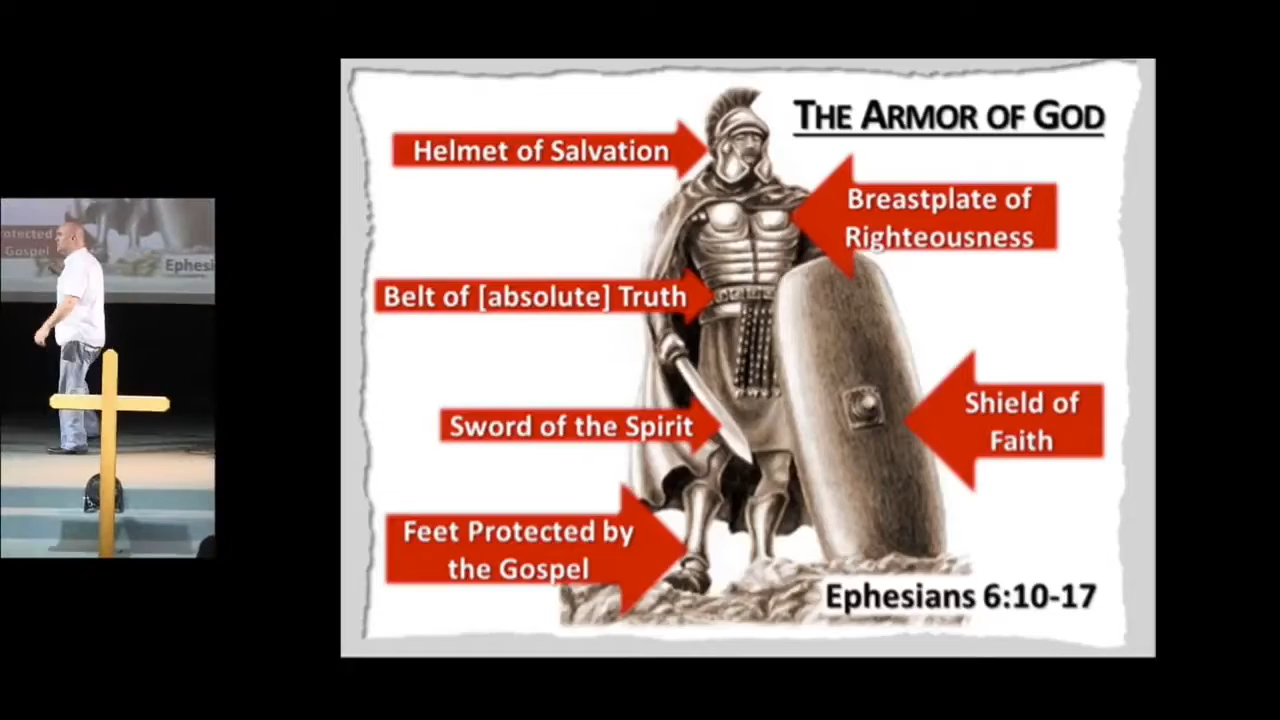 THE ARMOR OF GOD
Helmet of Salvation
Breastplate of
Righteousness
Belt of [absolute] Truth
Sword of the Spirit
Shield of
Faith
Feet Protected by
the Gospel
Ephesians 6:10-17
Gospel